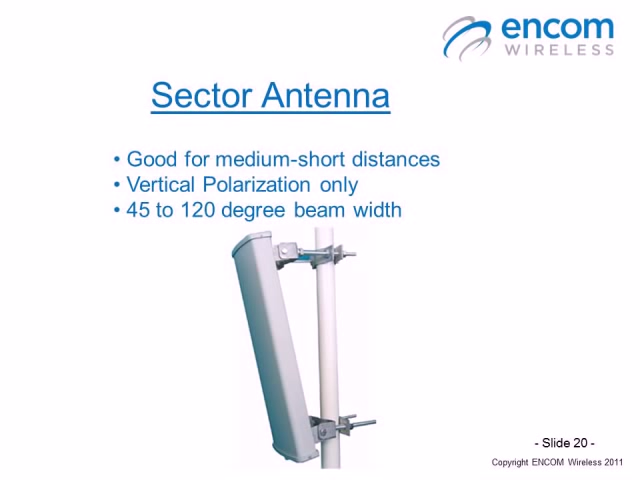 encom
WIRELESS
Sector Antenna
• Good for medium-short distances
• Vertical Polarization only
• 45 to 120 degree beam width
- Slide 20 -
Copyright ENCOM Wireless 2011